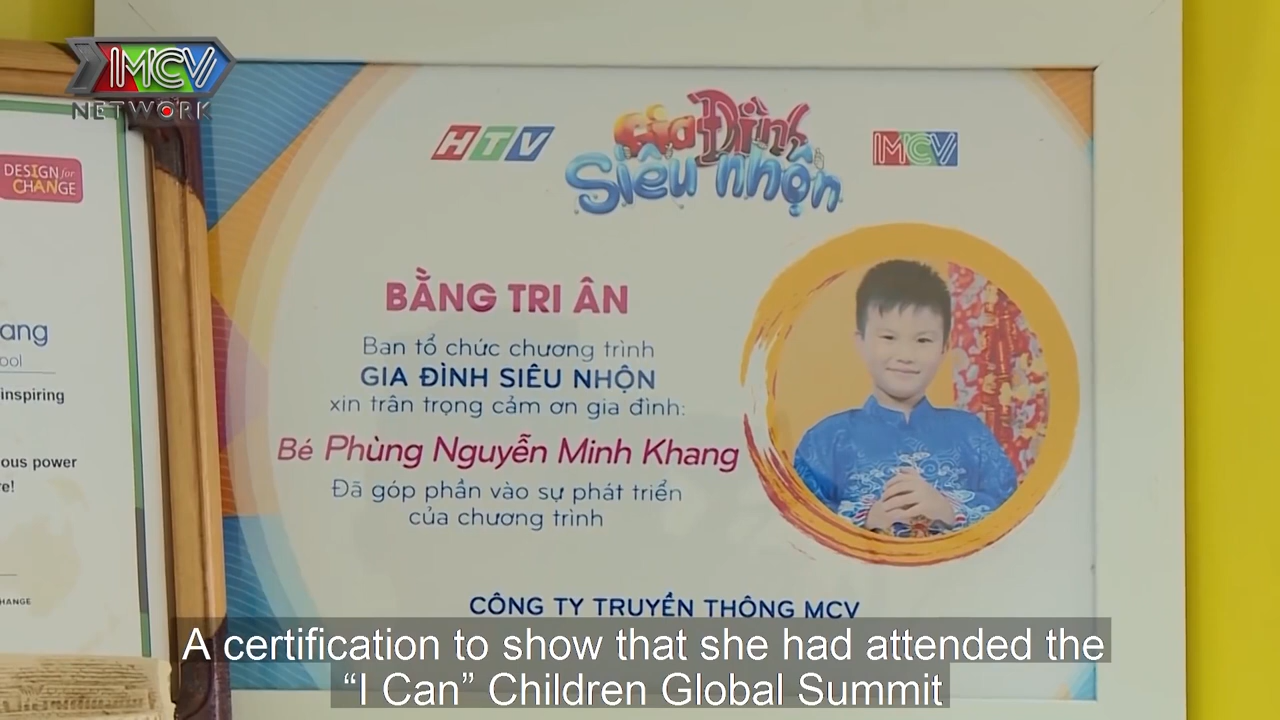 MCV
NETWORK
DESIGN for
CHANGE
ang
ool
inspiring
ous power
e!
HANGE
HTV
Gia Đình
Siêu nhộn
MCV
BẰNG TRI ÂN
Ban tổ chức chương trình
GIA ĐÌNH SIÊU NHỘN
xin trân trọng cảm ơn gia đình:
Bé Phùng Nguyễn Minh Khang
Đã góp phần vào sự phát triển
của chương trình
CÔNG TY TRUYỀN THÔNG MCV
A certification to show that she had attended the
“I Can” Children Global Summit